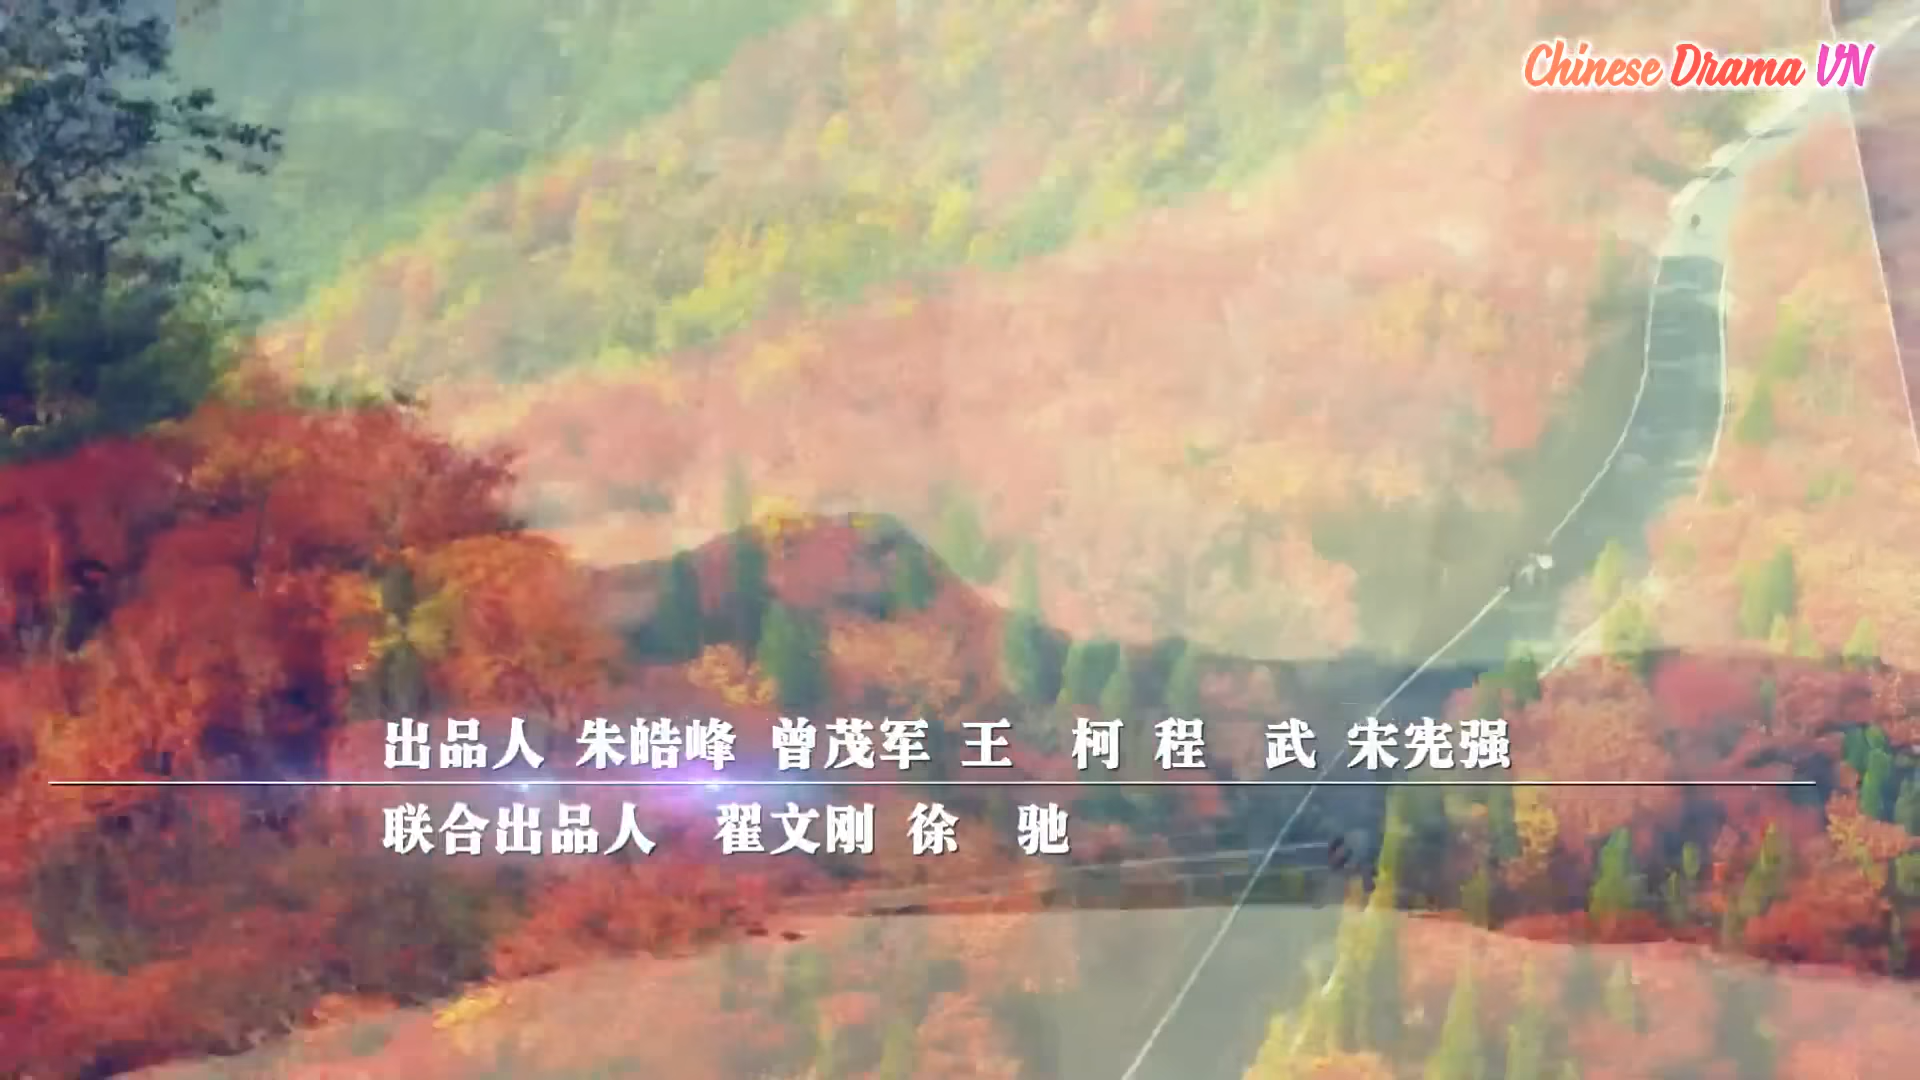 Chinese Drama VN
出品人 朱皓峰 曾茂军 王 柯 程 武 宋宪强
联合出品人 翟文刚 徐 驰